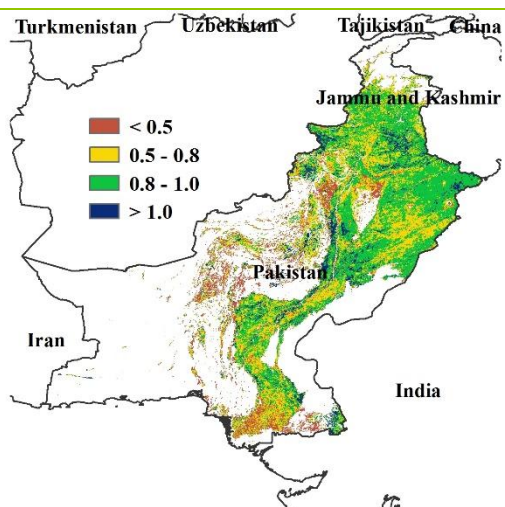 Turkmenistan
Uzbekistan
Tajikistan
China
Jammu and Kashmir
< 0.5
0.5 - 0.8
0.8 - 1.0
> 1.0
Pakistan
Iran
India